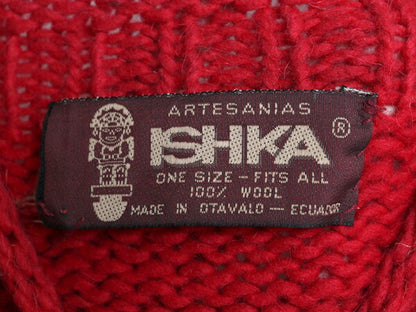 ARTESANIAS
ISHKA ®
ONE SIZE - FITS ALL
100% WOOL
MADE IN OTAVALO - ECUADOR